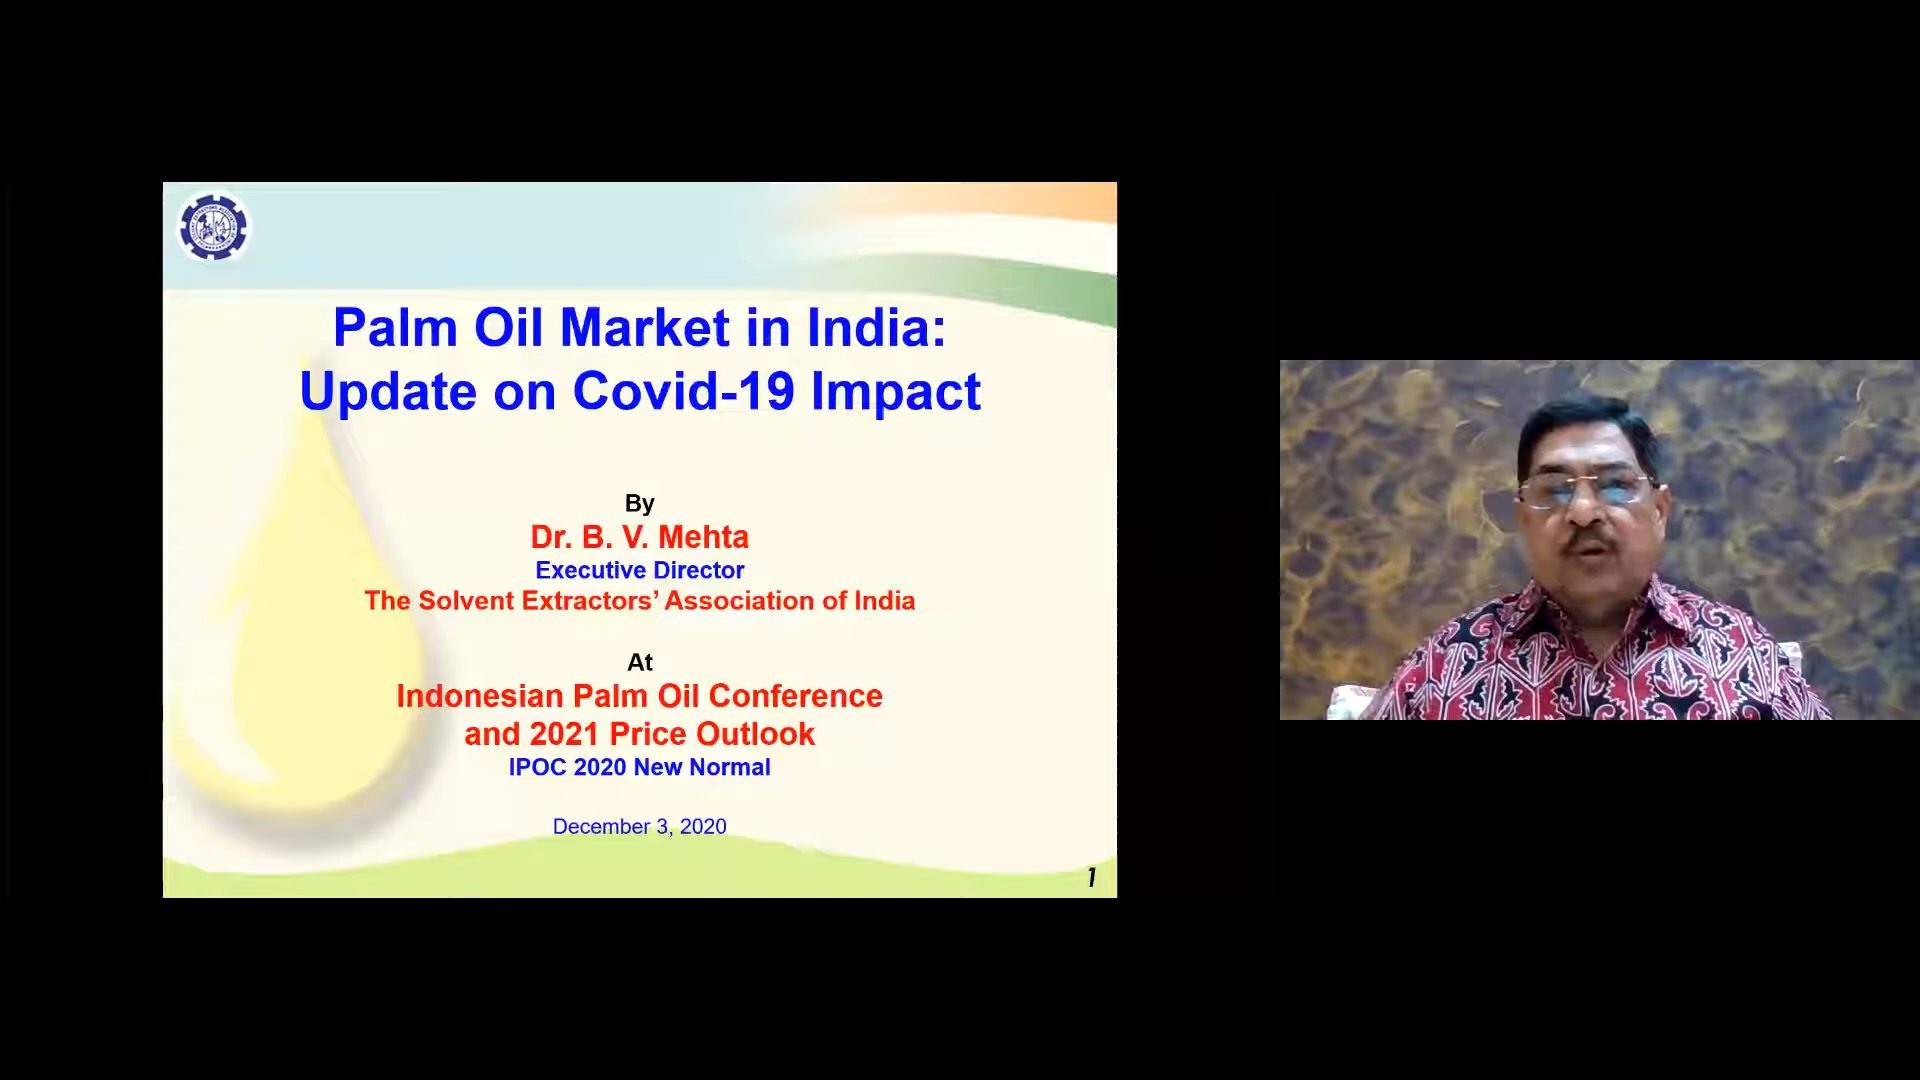 Palm Oil Market in India:
Update on Covid-19 Impact
By
Dr. B. V. Mehta
Executive Director
The Solvent Extractors’ Association of India
At
Indonesian Palm Oil Conference
and 2021 Price Outlook
IPOC 2020 New Normal
December 3, 2020
1